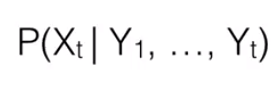 P(Xt | Y1, …, Yt)